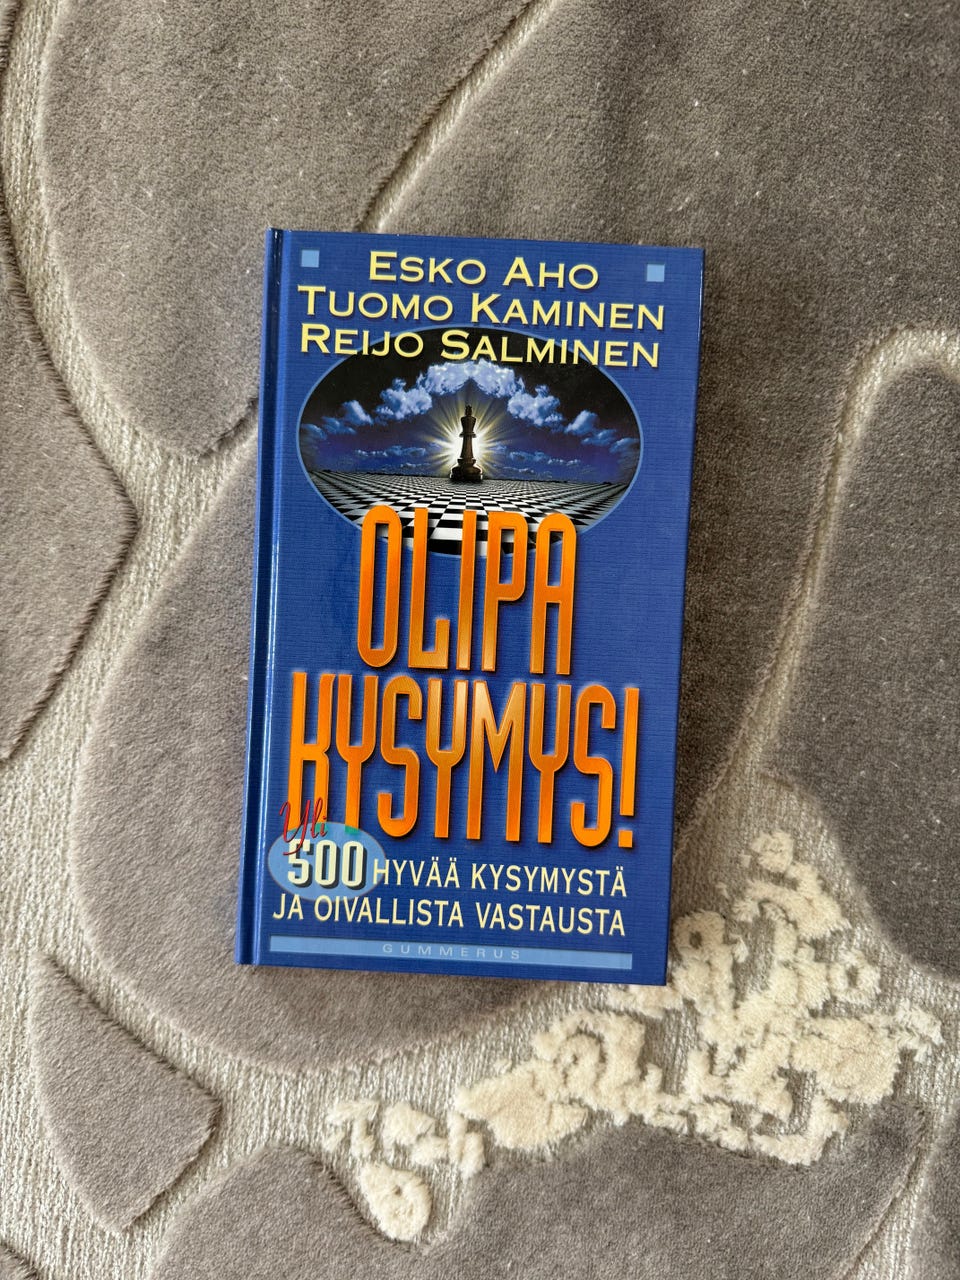 ESKO AHO
TUOMO KAMINEN
REIJO SALMINEN
OLIPA
KYSYMYS!
Yli
500 HYVÄÄ KYSYMYSTÄ
JA OIVALLISTA VASTAUSTA
GUMMERUS